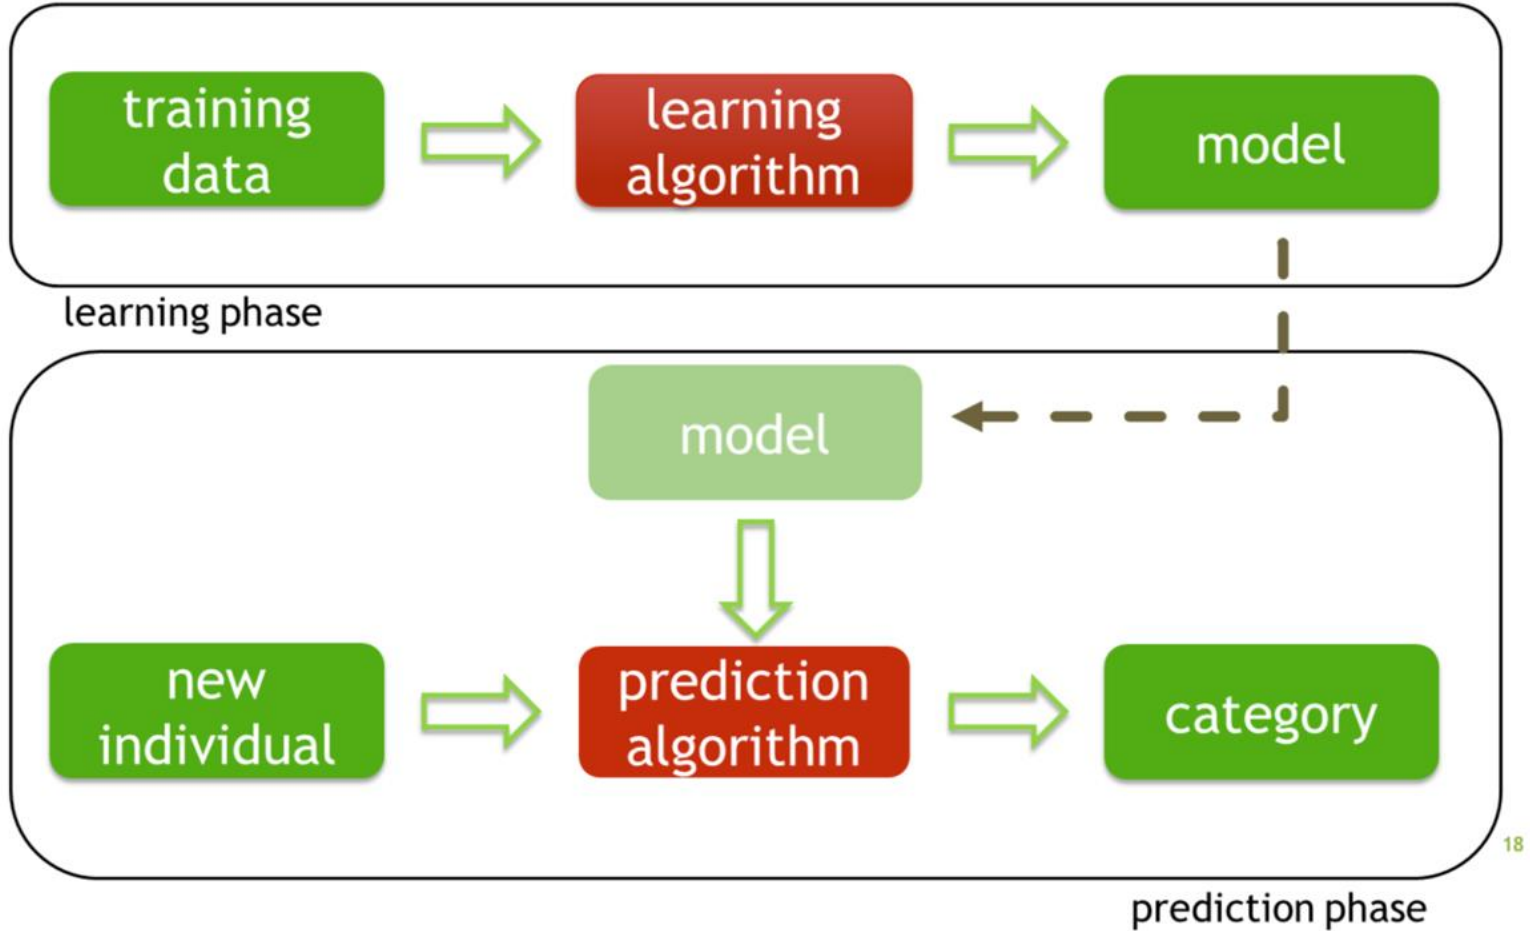 training
data
learning
algorithm
model
learning phase
model
new
individual
prediction
algorithm
category
18
prediction phase